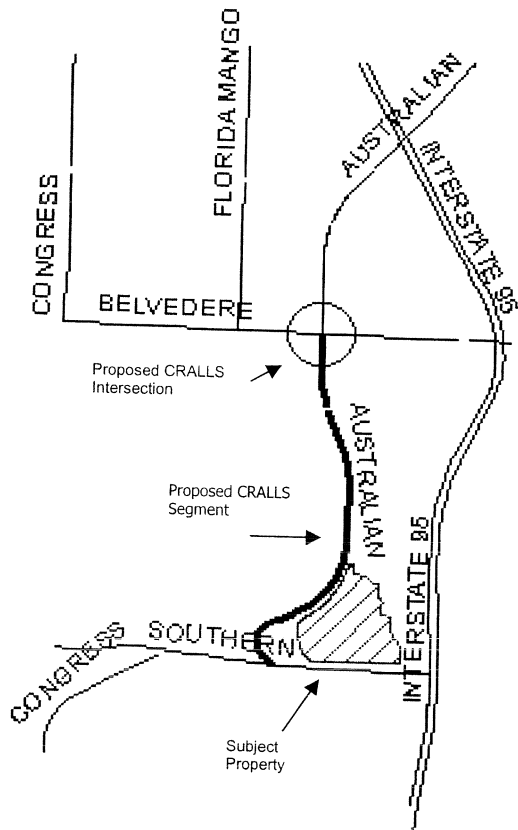 FLORIDA MANGO
AUSTRALIAN
CONGRESS
INTERSTATE 95
BELVEDERE
Proposed CRALLS
Intersection
AUSTRALIAN
Proposed CRALLS
Segment
INTERSTATE 95
SOUTHERN
CONGRESS
Subject
Property